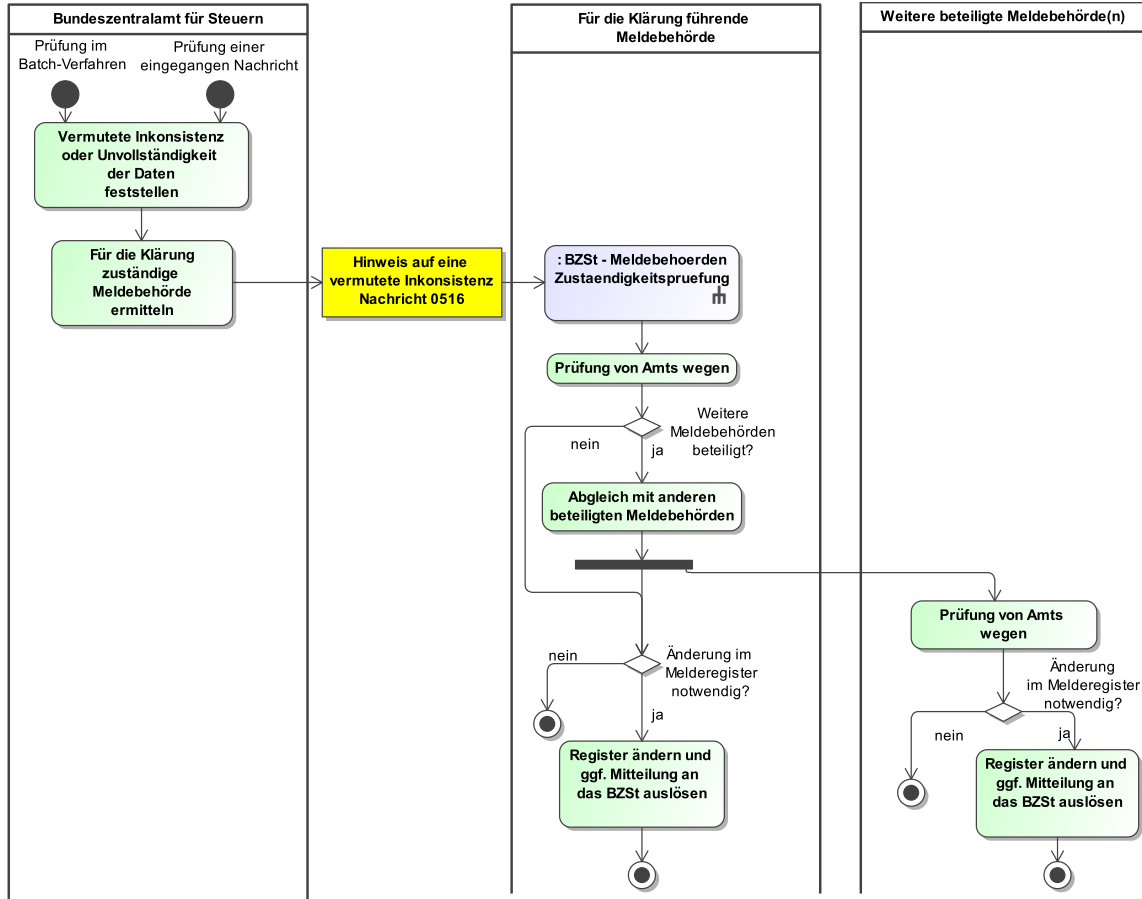 Bundeszentralamt für Steuern
Prüfung im
Batch-Verfahren
Prüfung einer
eingegangen Nachricht
Vermutete Inkonsistenz
oder Unvollständigkeit
der Daten
feststellen
Für die Klärung
zuständige
Meldebehörde
ermitteln
Hinweis auf eine
vermutete Inkonsistenz
Nachricht 0516
Für die Klärung führende
Meldebehörde
: BZSt - Meldebehoerden
Zustaendigkeitspruefung
Prüfung von Amts wegen
Weitere
Meldebehörden
beteiligt?
nein
ja
Abgleich mit anderen
beteiligten Meldebehörden
Änderung im
Melderegister
notwendig?
nein
ja
Register ändern und
ggf. Mitteilung an
das BZSt auslösen
Weitere beteiligte Meldebehörde(n)
Prüfung von Amts
wegen
Änderung
im Melderegister
notwendig?
nein
ja
Register ändern und
ggf. Mitteilung an
das BZSt auslösen